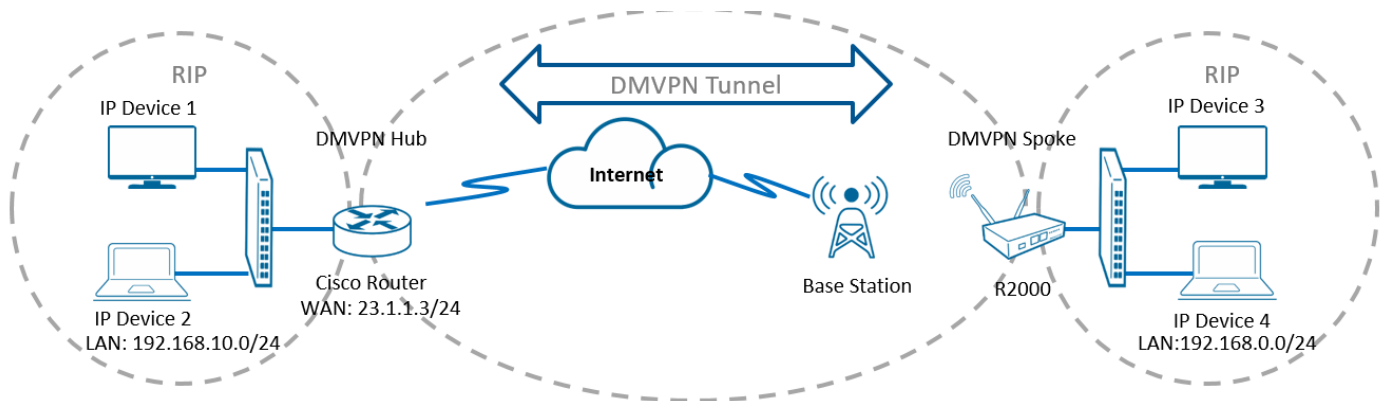 RIP
IP Device 1
IP Device 2
LAN: 192.168.10.0/24
DMVPN Hub
Cisco Router
WAN: 23.1.1.3/24
DMVPN Tunnel
Internet
Base Station
DMVPN Spoke
R2000
RIP
IP Device 3
IP Device 4
LAN:192.168.0.0/24